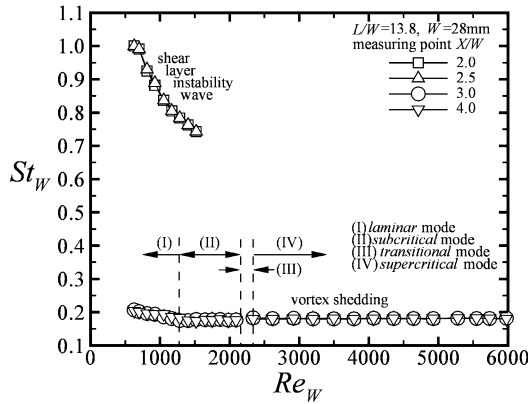 L/W=13.8, W=28mm
measuring point X/W
2.0
2.5
3.0
4.0
shear
layer
instability
wave
St_W
1.0
0.9
0.8
0.7
0.6
0.5
0.4
0.3
0.2
0.1
(I)
(II)
(IV)
(III)
(I) laminar mode
(II) subcritical mode
(III) transitional mode
(IV) supercritical mode
vortex shedding
0 1000 2000 3000 4000 5000 6000
Re_W